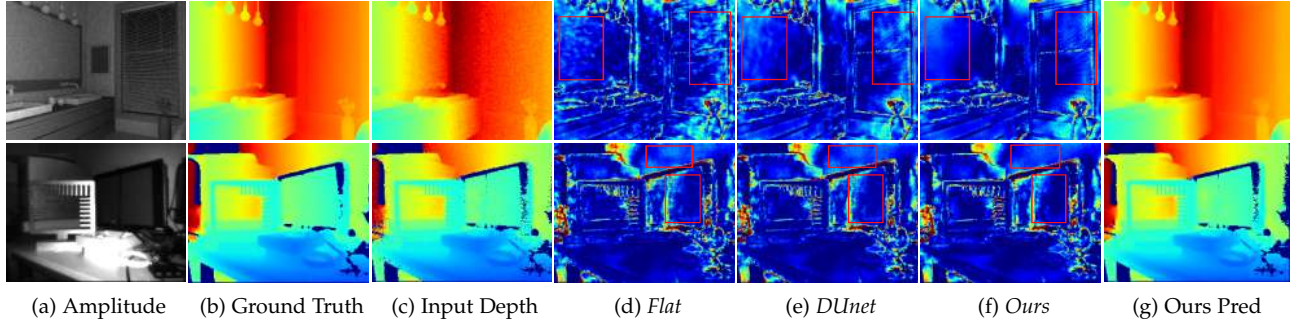 (a) Amplitude (b) Ground Truth (c) Input Depth (d) Flat (e) DUnet (f) Ours (g) Ours Pred